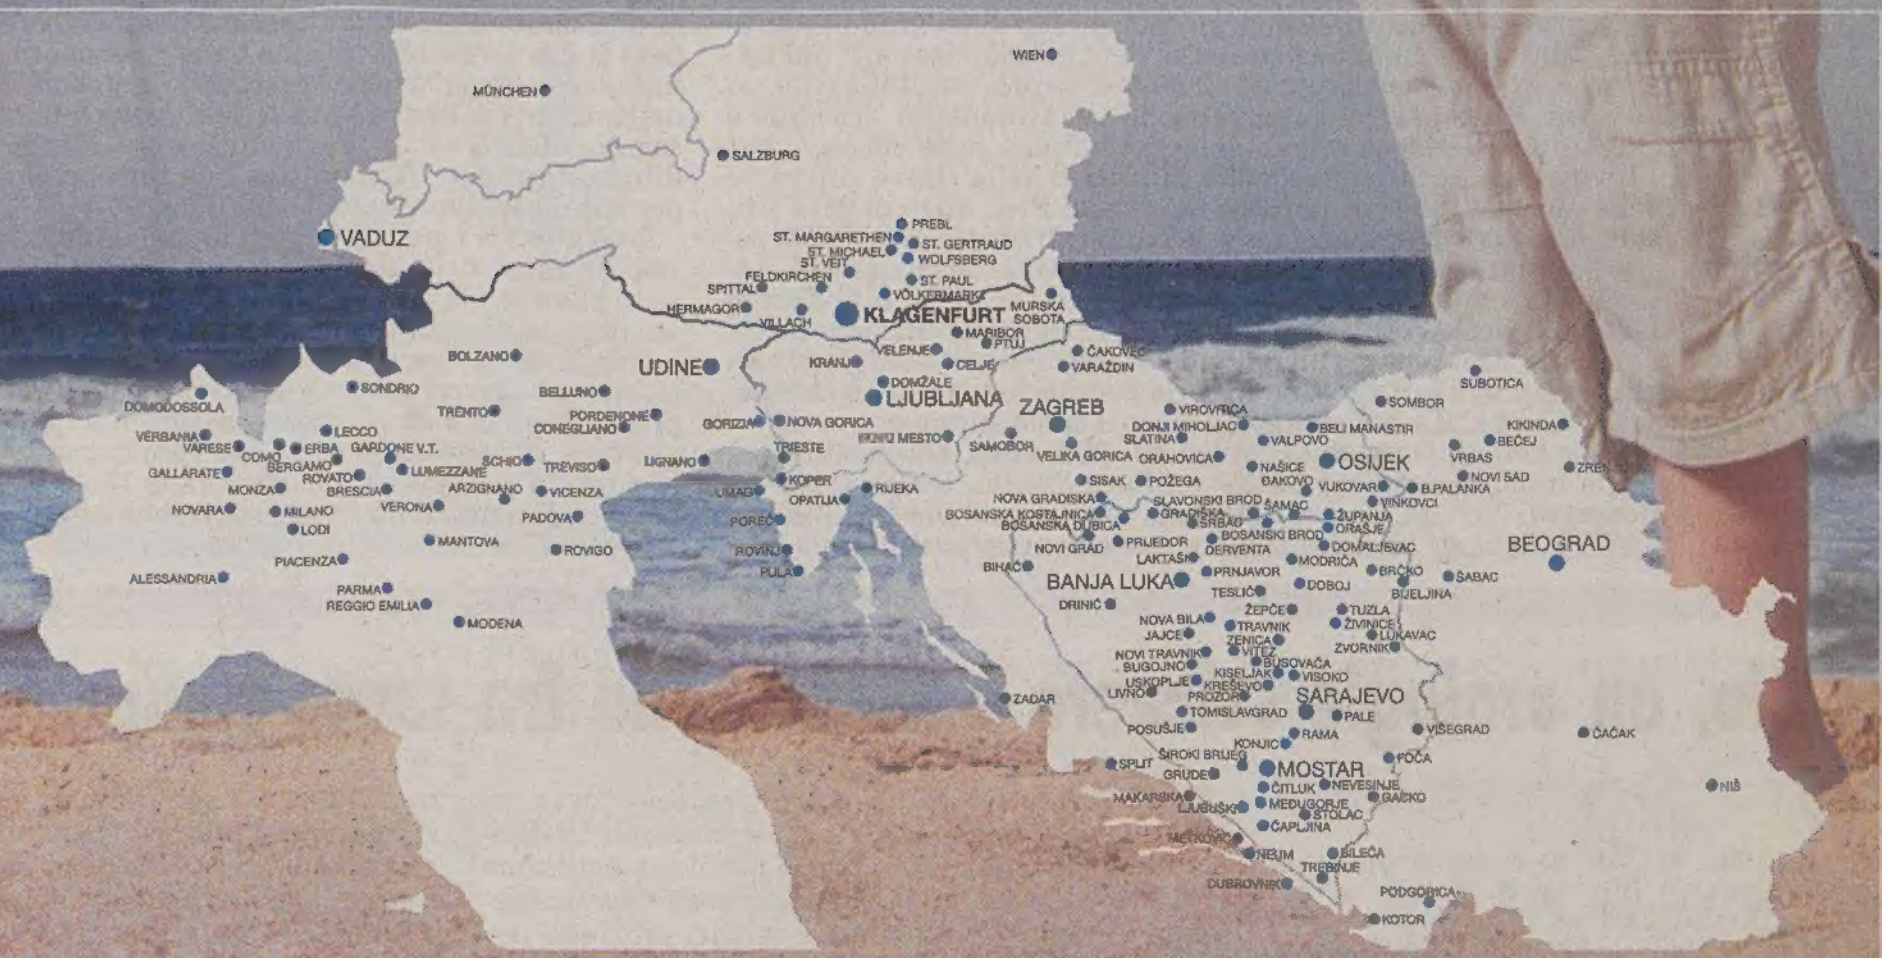 WIEN
MÜNCHEN
SALZBURG
VADUZ
PREBL
ST. MARGARETHEN
ST. GERTRAUD
ST. MICHAEL
WOLFSBERG
ST. VEIT
FELDKIRCHEN
ST. PAUL
SPITTAL
VÖLKERMARKT
HERMAGOR
VILLACH
KLAGENFURT
MURSKA
SOBOTA
MARIBOR
PTUJ
VELENJE
ČAKOVEC
BOLZANO
UDINE
KRANJ
CELJE
VARAŽDIN
SUBOTICA
SONDRIO
BELLUNO
DOMŽALE
LJUBLJANA
DOMODOSSOLA
TRENTO
PORDENONE
CONEGLIANO
GORIZIA
NOVA GORICA
ZAGREB
VIROVITICA
SOMBOR
KIKINDA
DONJI MIHOLJAC
BELI MANASTIR
VERBANIA
VARESE
COMO
ERBA
LECCO
GARDONE V.T.
TRIESTE
MESTO
SAMOBOR
SLATINA
VALPOVO
BEČEJ
VRBAS
GALLARATE
BERGAMO
ROVATO
LUMEZZANE
SCHIO
TREVISO
LIGNANO
VELIKA GORICA
ORAHOVICA
NAŠICE
OSIJEK
NOVI SAD
ZREN
MONZA
BRESCIA
ARZIGNANO
VICENZA
UMAG
KOPER
OPATIJA
RIJEKA
SISAK
POŽEGA
ĐAKOVO
VUKOVAR
B.PALANKA
NOVARA
MILANO
VERONA
PADOVA
NOVA GRADIŠKA
SLAVONSKI BROD
ŠAMAC
VINKOVCI
LODI
POREČ
BOSANSKA KOSTAJNICA
BOSANSKA DUBICA
GRADIŠKA
SRBAC
ŽUPANJA
ORAŠJE
MANTOVA
ROVIGO
ROVINJ
NOVI GRAD
PRIJEDOR
BOSANSKI BROD
DERVENTA
DOMALJEVAC
BEOGRAD
PIACENZA
PULA
BIHAĆ
LAKTAŠI
MODRIČA
ALESSANDRIA
BANJA LUKA
PRNJAVOR
BRČKO
ŠABAC
PARMA
TESLIĆ
DOBOJ
BIJELJINA
REGGIO EMILIA
DRINIĆ
ŽEPČE
TUZLA
MODENA
NOVA BILA
TRAVNIK
ŽIVINICE
JAJCE
ZENICA
LUKAVAC
NOVI TRAVNIK
VITEZ
ZVORNIK
BUGOJNO
BUSOVAČA
USKOPLJE
KISELJAK
VISOKO
LIVNO
KREŠEVO
PROZOR
SARAJEVO
ZADAR
TOMISLAVGRAD
PALE
POSUŠJE
RAMA
VIŠEGRAD
ČAČAK
KONJIC
ŠIROKI BRIJEG
FOČA
SPLIT
GRUDE
MOSTAR
NIŠ
ČITLUK
NEVESINJE
MAKARSKA
LJUBUŠKI
MEĐUGORJE
GACKO
STOLAC
ČAPLJINA
METKOVIĆ
NEUM
BILEĆA
TREBINJE
DUBROVNIK
PODGORICA
KOTOR